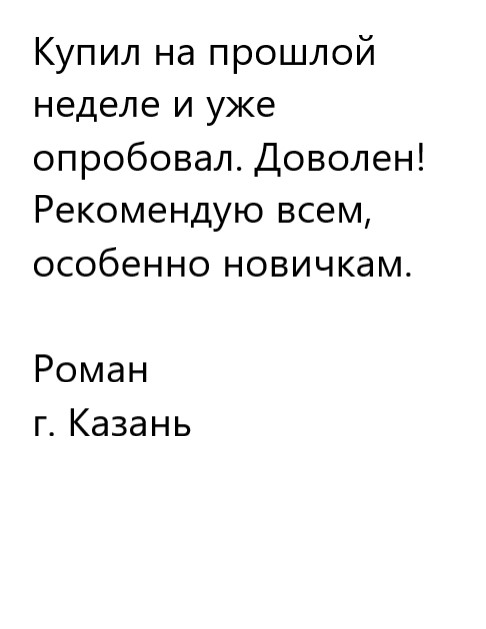 Купил на прошлой
неделе и уже
опробовал. Доволен!
Рекомендую всем,
особенно новичкам.

Роман
г. Казань